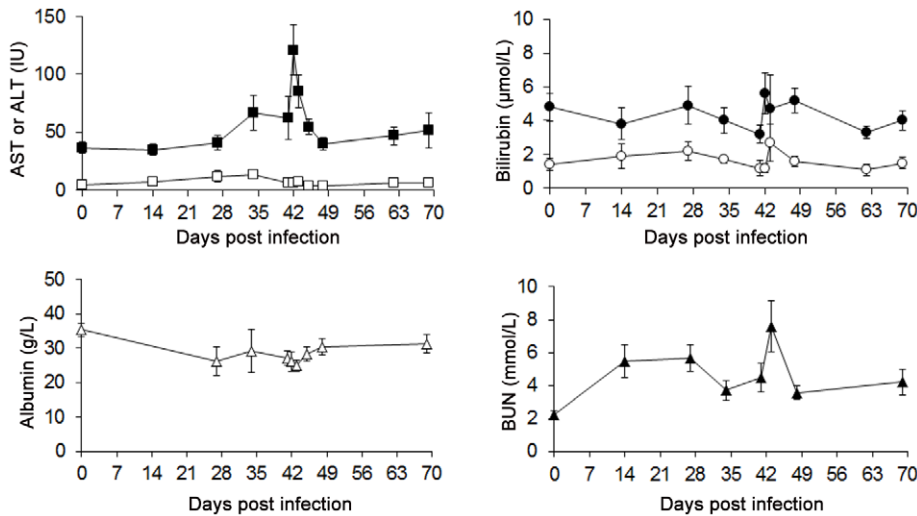 AST or ALT (IU)
150
100
50
0
0 7 14 21 28 35 42 49 56 63 70
Days post infection
Bilirubin (µmol/L)
10
8
6
4
2
0
0 7 14 21 28 35 42 49 56 63 70
Days post infection
Albumin (g/L)
50
40
30
20
10
0
0 7 14 21 28 35 42 49 56 63 70
Days post infection
BUN (mmol/L)
10
8
6
4
2
0
0 7 14 21 28 35 42 49 56 63 70
Days post infection